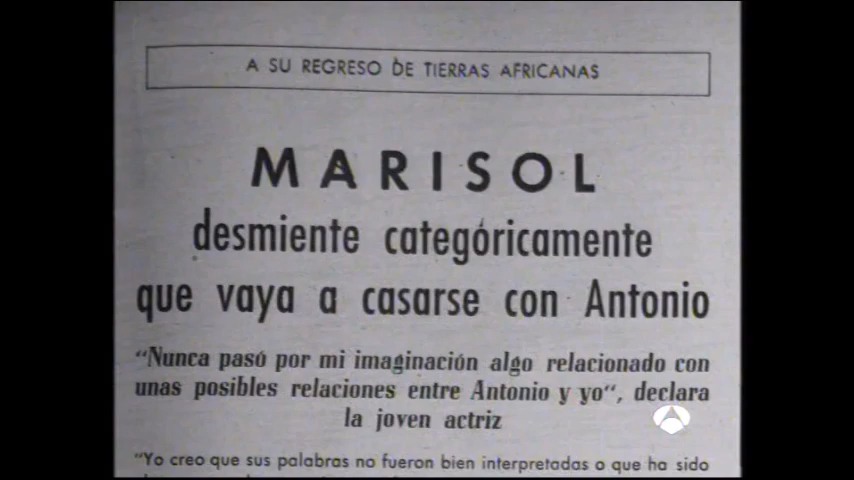 A SU REGRESO DE TIERRAS AFRICANAS
MARISOL
desmiente categóricamente
que vaya a casarse con Antonio
"Nunca pasó por mi imaginación algo relacionado con
unas posibles relaciones entre Antonio y yo", declara
la joven actriz
"Yo creo que sus palabras no fueron bien interpretadas o que ha sido